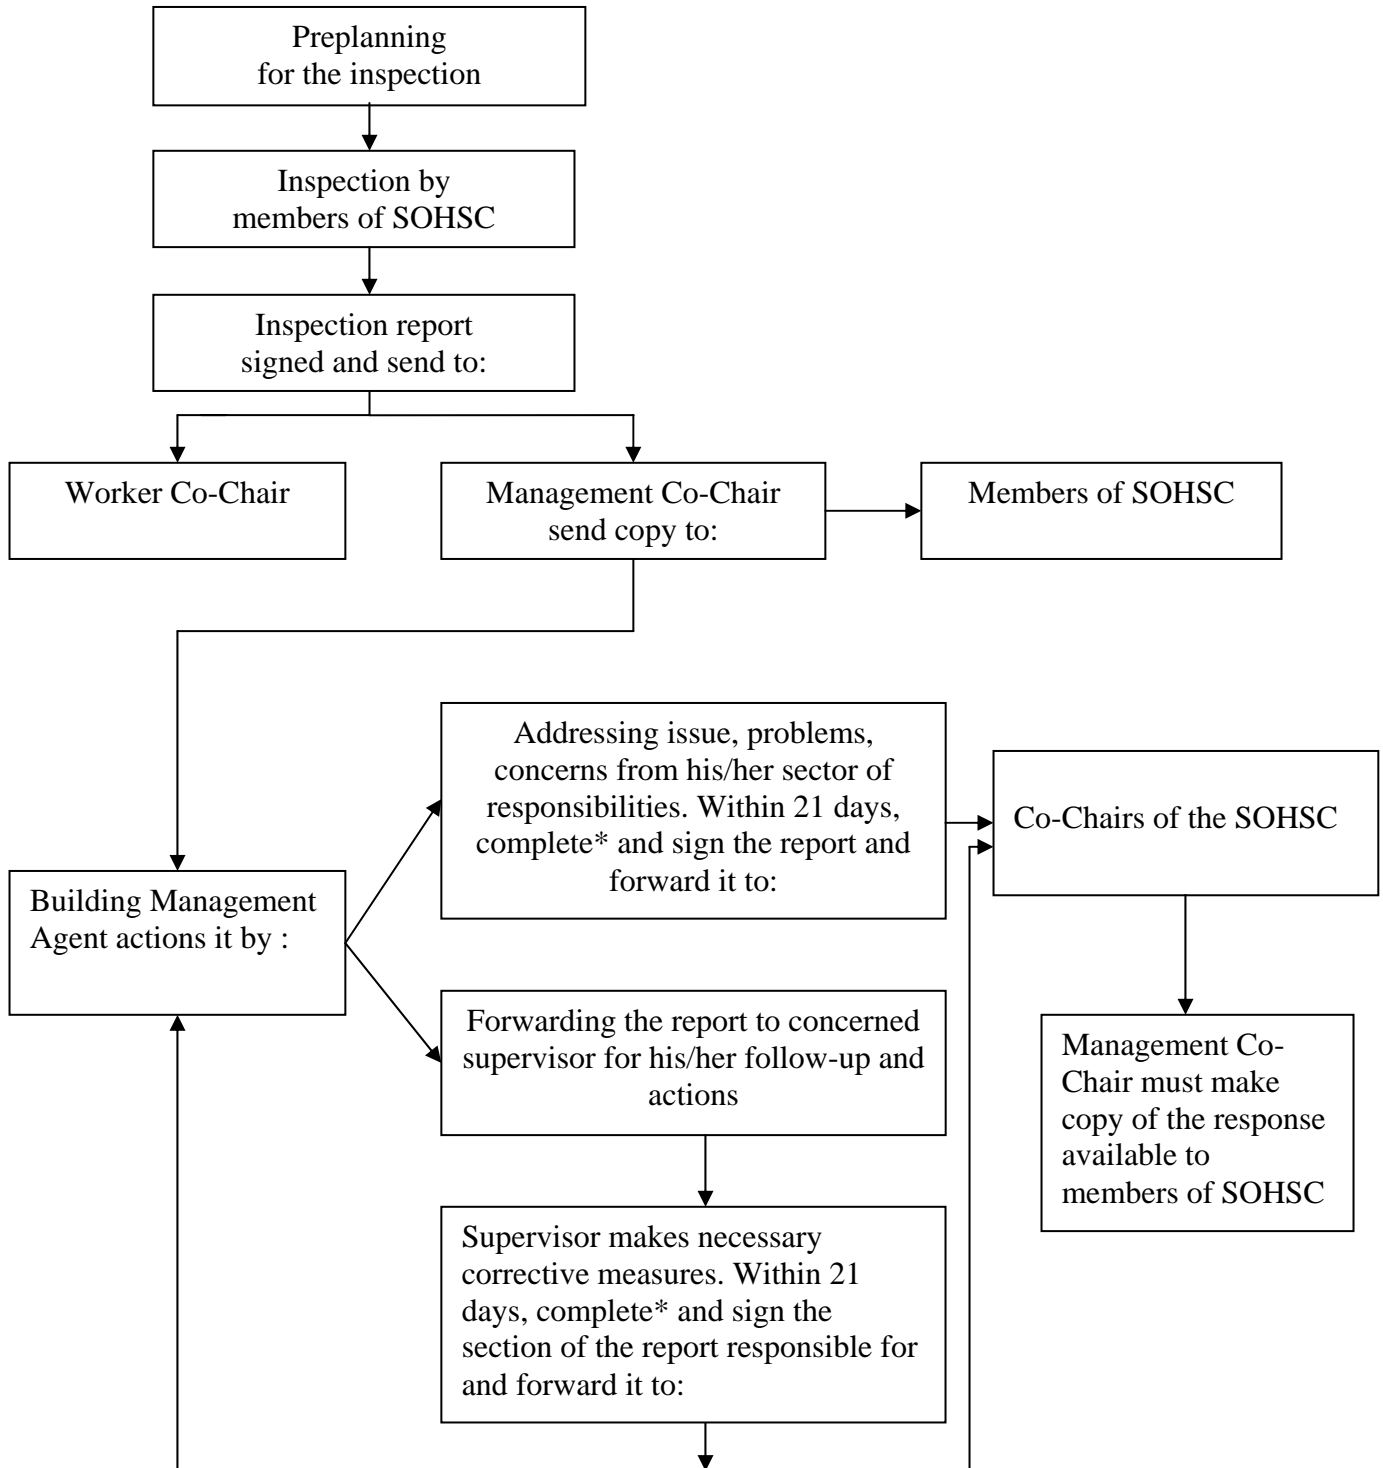 Preplanning
for the inspection
Inspection by
members of SOHSC
Inspection report
signed and send to:
Worker Co-Chair
Management Co-Chair
send copy to:
Members of SOHSC
Addressing issue, problems,
concerns from his/her sector of
responsibilities. Within 21 days,
complete* and sign the report and
forward it to:
Co-Chairs of the SOHSC
Building Management
Agent actions it by :
Forwarding the report to concerned
supervisor for his/her follow-up and
actions
Management Co-
Chair must make
copy of the response
available to
members of SOHSC
Supervisor makes necessary
corrective measures. Within 21
days, complete* and sign the
section of the report responsible for
and forward it to: